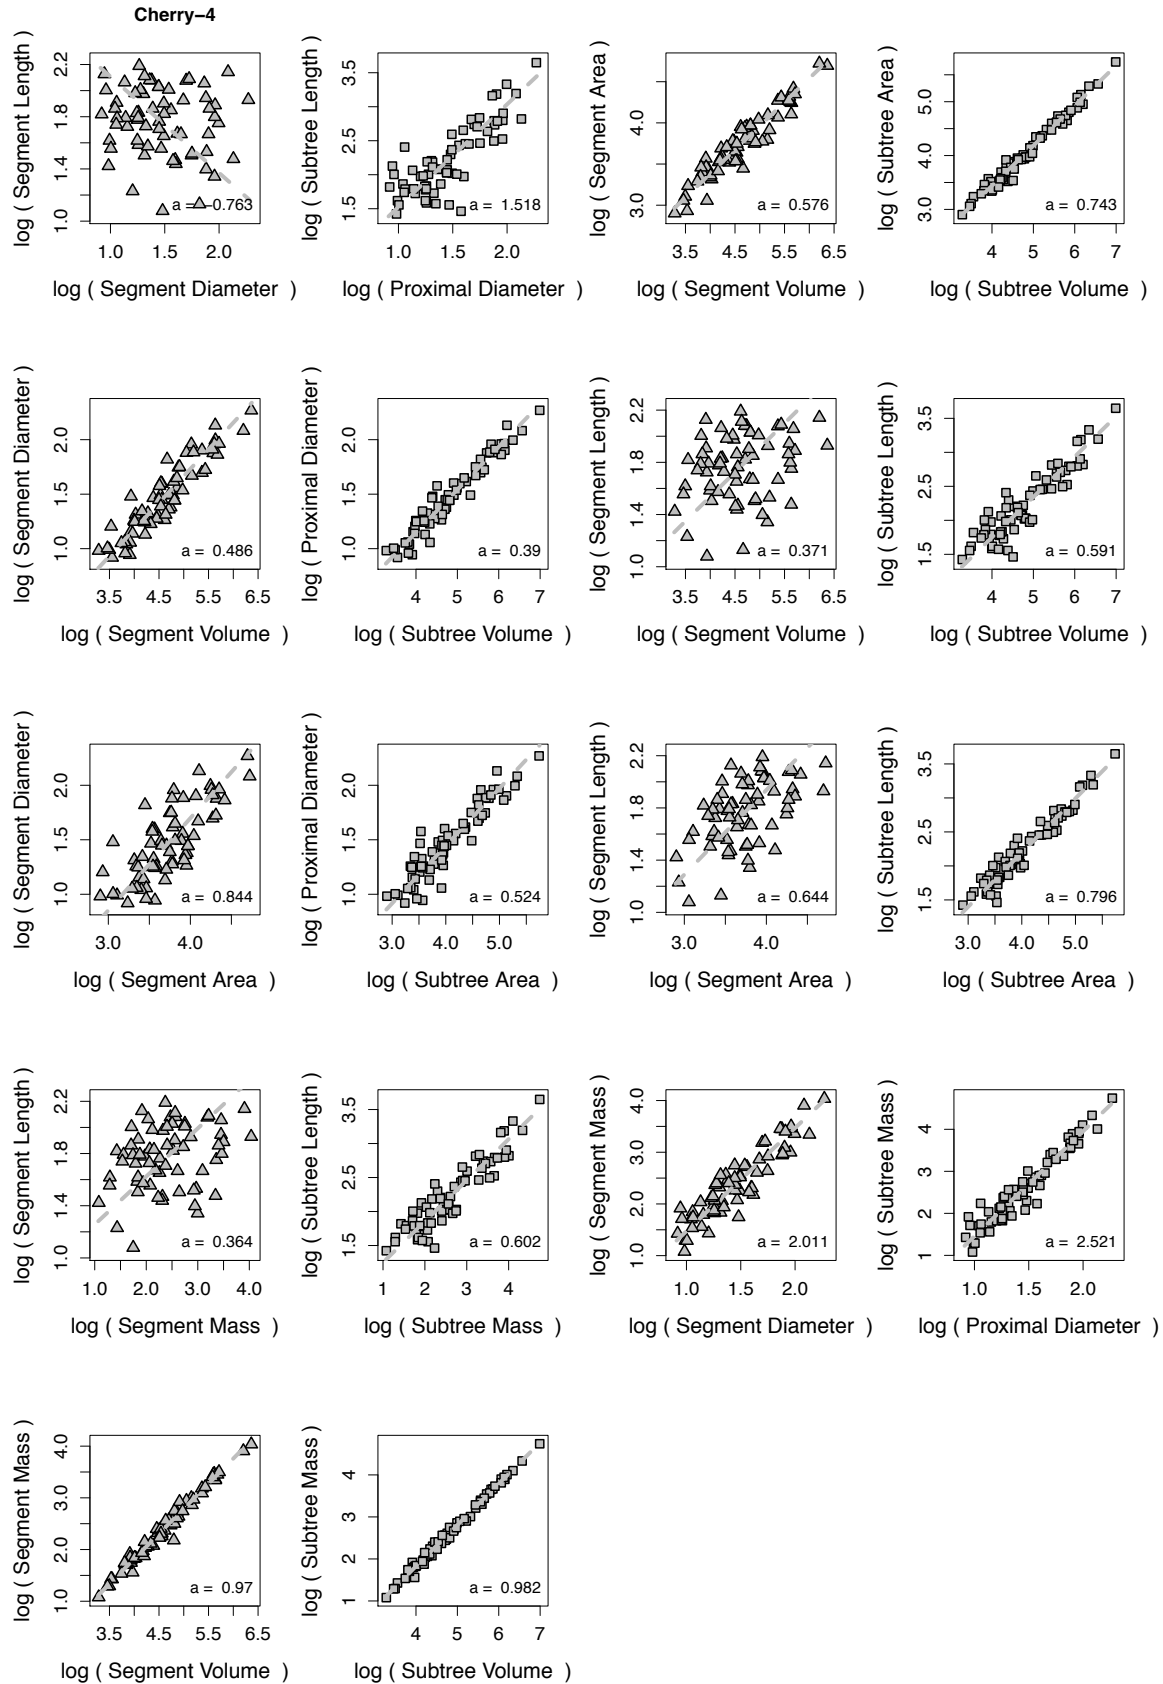 Cherry−4
log ( Segment Length )
2.2
1.8
1.4
1.0
a = −0.763
1.0 1.5 2.0
log ( Segment Diameter )
log ( Subtree Length )
3.5
2.5
1.5
a = 1.518
1.0 1.5 2.0
log ( Proximal Diameter )
log ( Segment Area )
4.0
3.0
a = 0.576
3.5 4.5 5.5 6.5
log ( Segment Volume )
log ( Subtree Area )
5.0
4.0
3.0
a = 0.743
4 5 6 7
log ( Subtree Volume )
log ( Segment Diameter )
2.0
1.5
1.0
a = 0.486
3.5 4.5 5.5 6.5
log ( Segment Volume )
log ( Proximal Diameter )
2.0
1.5
1.0
a = 0.39
4 5 6 7
log ( Subtree Volume )
log ( Segment Length )
2.2
1.8
1.4
1.0
a = 0.371
3.5 4.5 5.5 6.5
log ( Segment Volume )
log ( Subtree Length )
3.5
2.5
1.5
a = 0.591
4 5 6 7
log ( Subtree Volume )
log ( Segment Diameter )
2.0
1.5
1.0
a = 0.844
3.0 4.0
log ( Segment Area )
log ( Proximal Diameter )
2.0
1.5
1.0
a = 0.524
3.0 4.0 5.0
log ( Subtree Area )
log ( Segment Length )
2.2
1.8
1.4
1.0
a = 0.644
3.0 4.0
log ( Segment Area )
log ( Subtree Length )
3.5
2.5
1.5
a = 0.796
3.0 4.0 5.0
log ( Subtree Area )
log ( Segment Length )
2.2
1.8
1.4
1.0
a = 0.364
1.0 2.0 3.0 4.0
log ( Segment Mass )
log ( Subtree Length )
3.5
2.5
1.5
a = 0.602
1 2 3 4
log ( Subtree Mass )
log ( Segment Mass )
4.0
3.0
2.0
1.0
a = 2.011
1.0 1.5 2.0
log ( Segment Diameter )
log ( Subtree Mass )
4
3
2
1
a = 2.521
1.0 1.5 2.0
log ( Proximal Diameter )
log ( Segment Mass )
4.0
3.0
2.0
1.0
a = 0.97
3.5 4.5 5.5 6.5
log ( Segment Volume )
log ( Subtree Mass )
4
3
2
1
a = 0.982
4 5 6 7
log ( Subtree Volume )